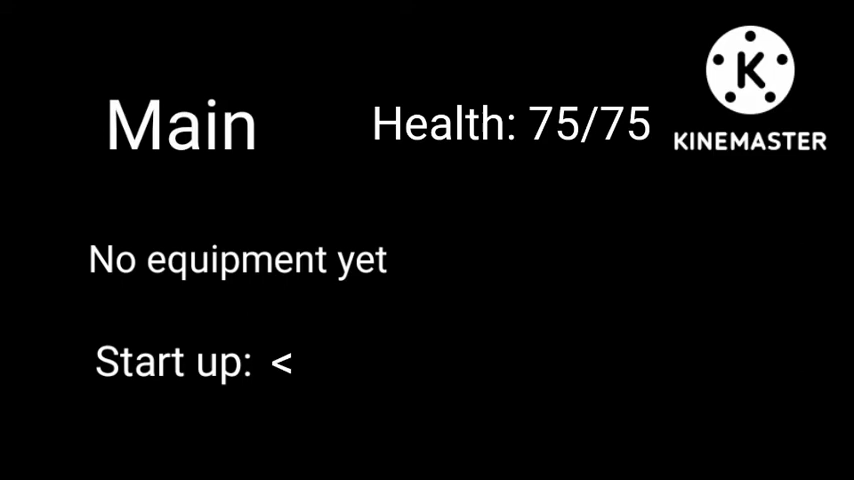 Main
Health: 75/75
K
KINEMASTER
No equipment yet
Start up: <